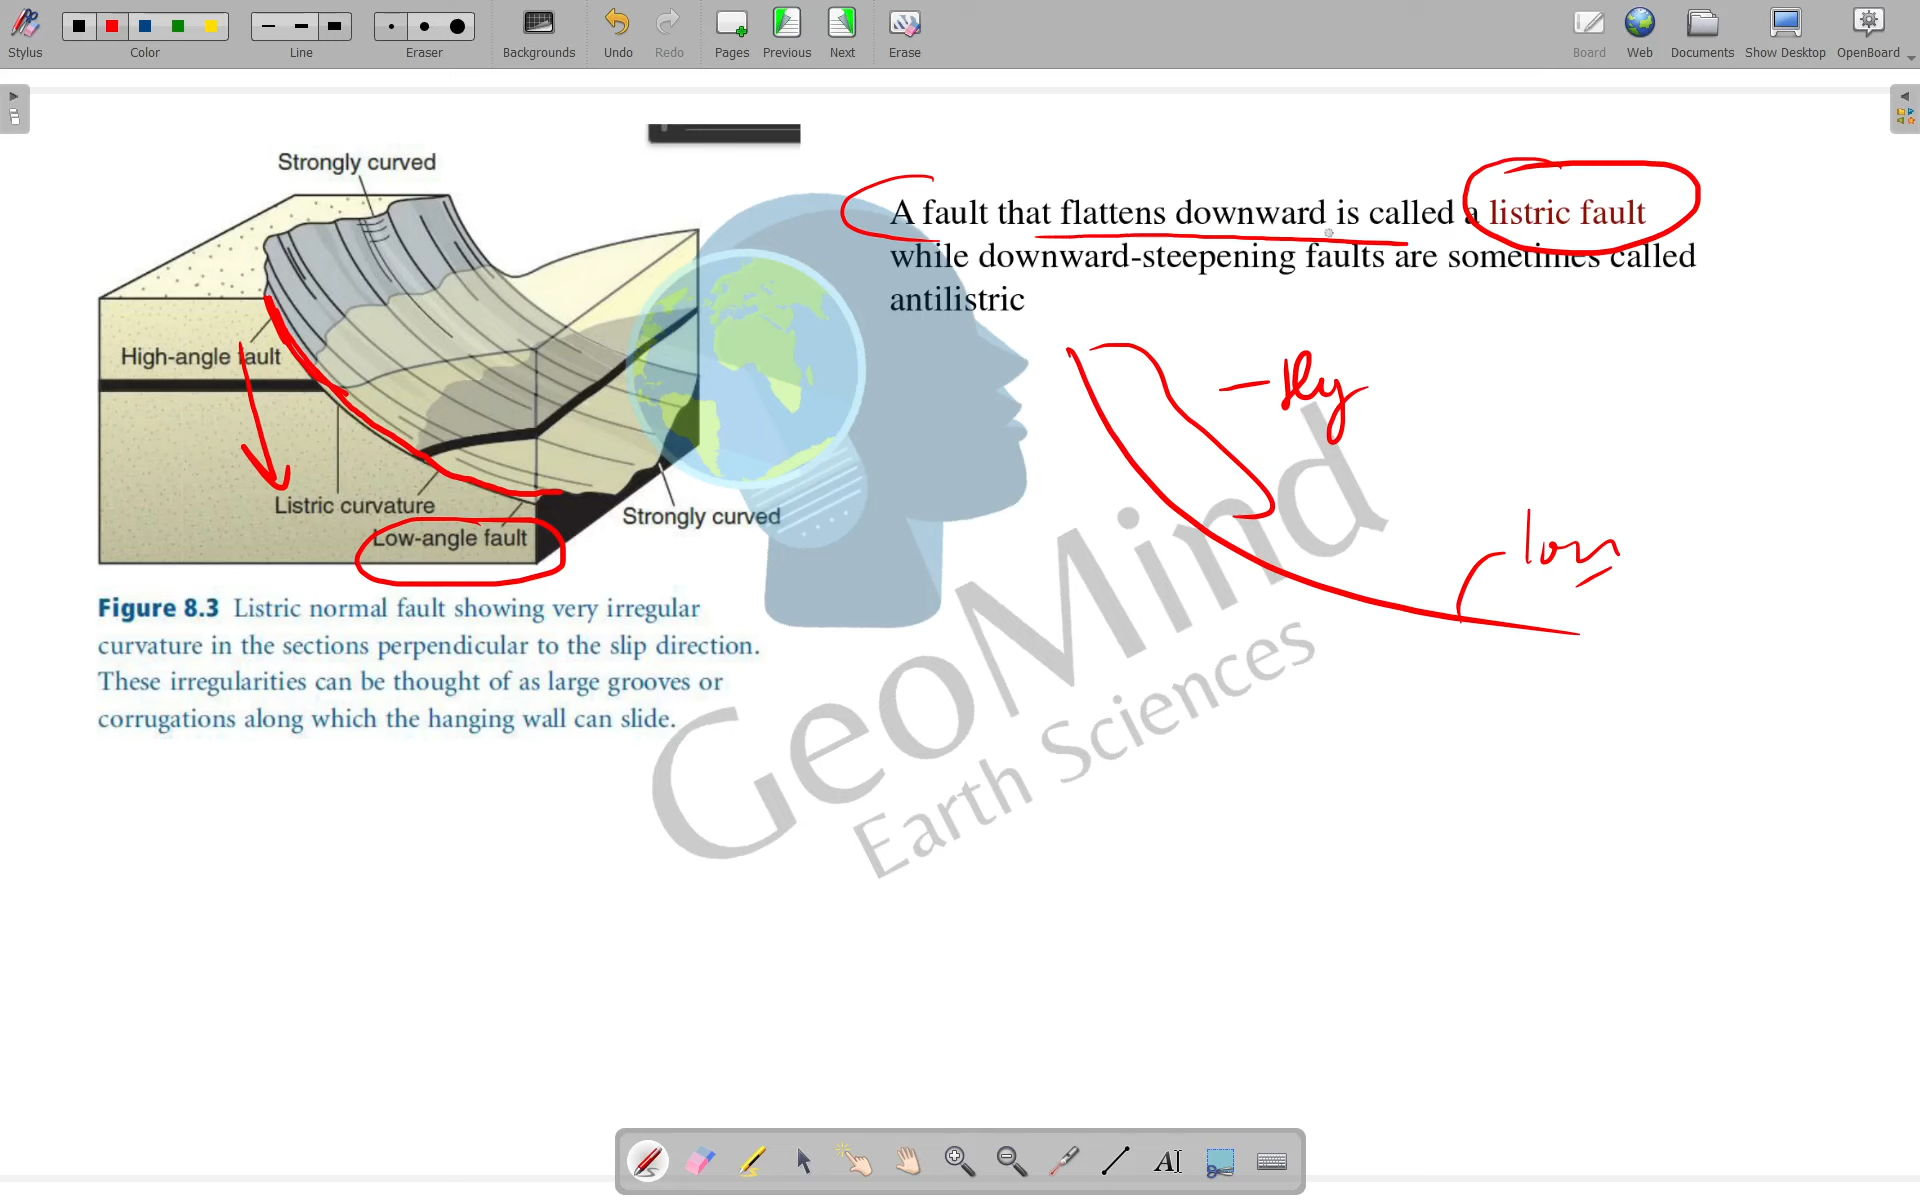 Stylus
Color
Line
Eraser
Backgrounds
Undo
Redo
Pages
Previous
Next
Erase
Board
Web
Documents
Show Desktop
OpenBoard
Strongly curved
High-angle fault
Listric curvature
Low-angle fault
Strongly curved
Figure 8.3 Listric normal fault showing very irregular
curvature in the sections perpendicular to the slip direction.
These irregularities can be thought of as large grooves or
corrugations along which the hanging wall can slide.
A fault that flattens downward is called a listric fault
while downward-steepening faults are sometimes called
antilistric
low
GeoMind
Earth Sciences